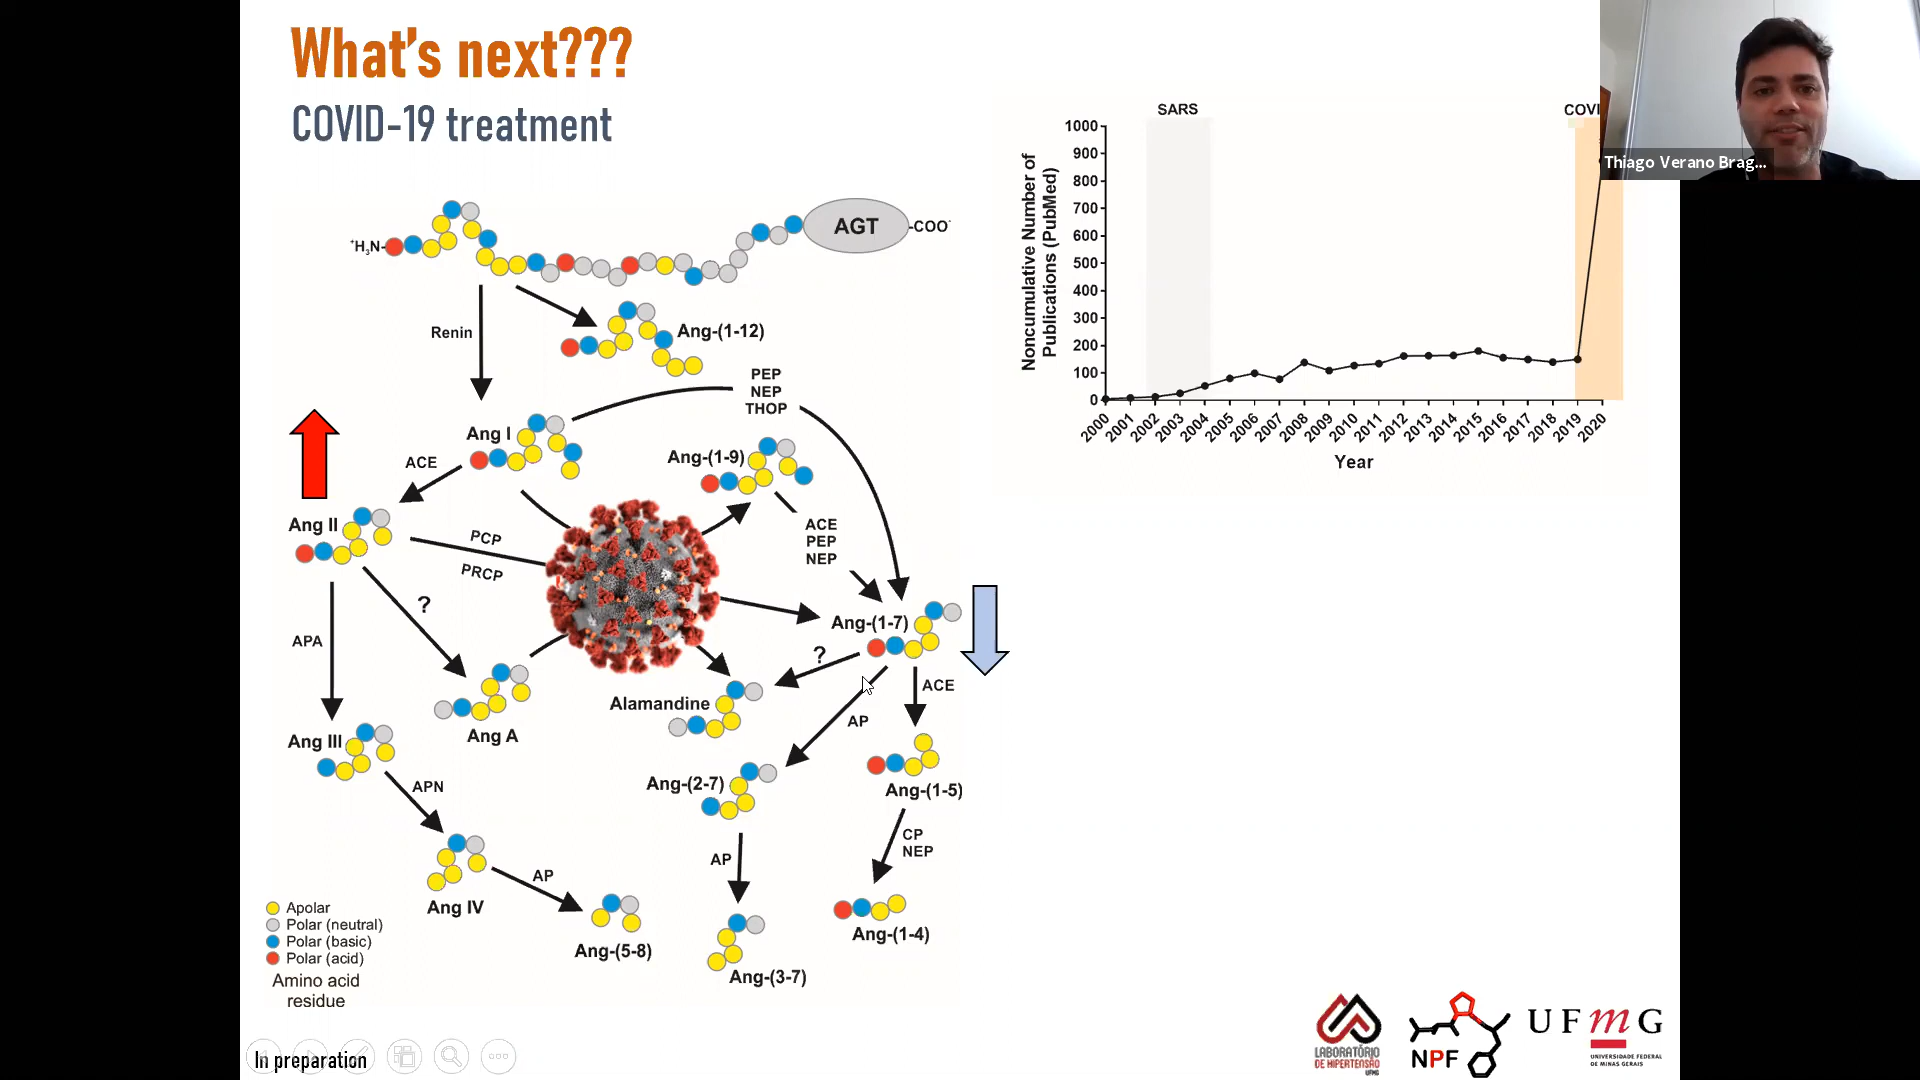 What's next???
COVID-19 treatment
Thiago Verano Brag...
SARS
COVI
Noncumulative Number of
Publications (PubMed)
1000
900
800
700
600
500
400
300
200
100
0
2000
2001
2002
2003
2004
2005
2006
2007
2008
2009
2010
2011
2012
2013
2014
2015
2016
2017
2018
2019
2020
Year
+H3N-
AGT
-COO-
Renin
Ang-(1-12)
PEP
NEP
THOP
Ang I
ACE
Ang-(1-9)
Ang II
PCP
PRCP
ACE
PEP
NEP
?
APA
Ang-(1-7)
?
ACE
Alamandine
AP
Ang A
Ang III
APN
Ang-(2-7)
Ang-(1-5)
AP
CP
NEP
AP
Ang IV
Ang-(5-8)
Ang-(3-7)
Ang-(1-4)
Apolar
Polar (neutral)
Polar (basic)
Polar (acid)
Amino acid
residue
In preparation
LABORATÓRIO
DE HIPERTENSÃO
UFMG
NPF
UFmG
UNIVERSIDADE FEDERAL
DE MINAS GERAIS